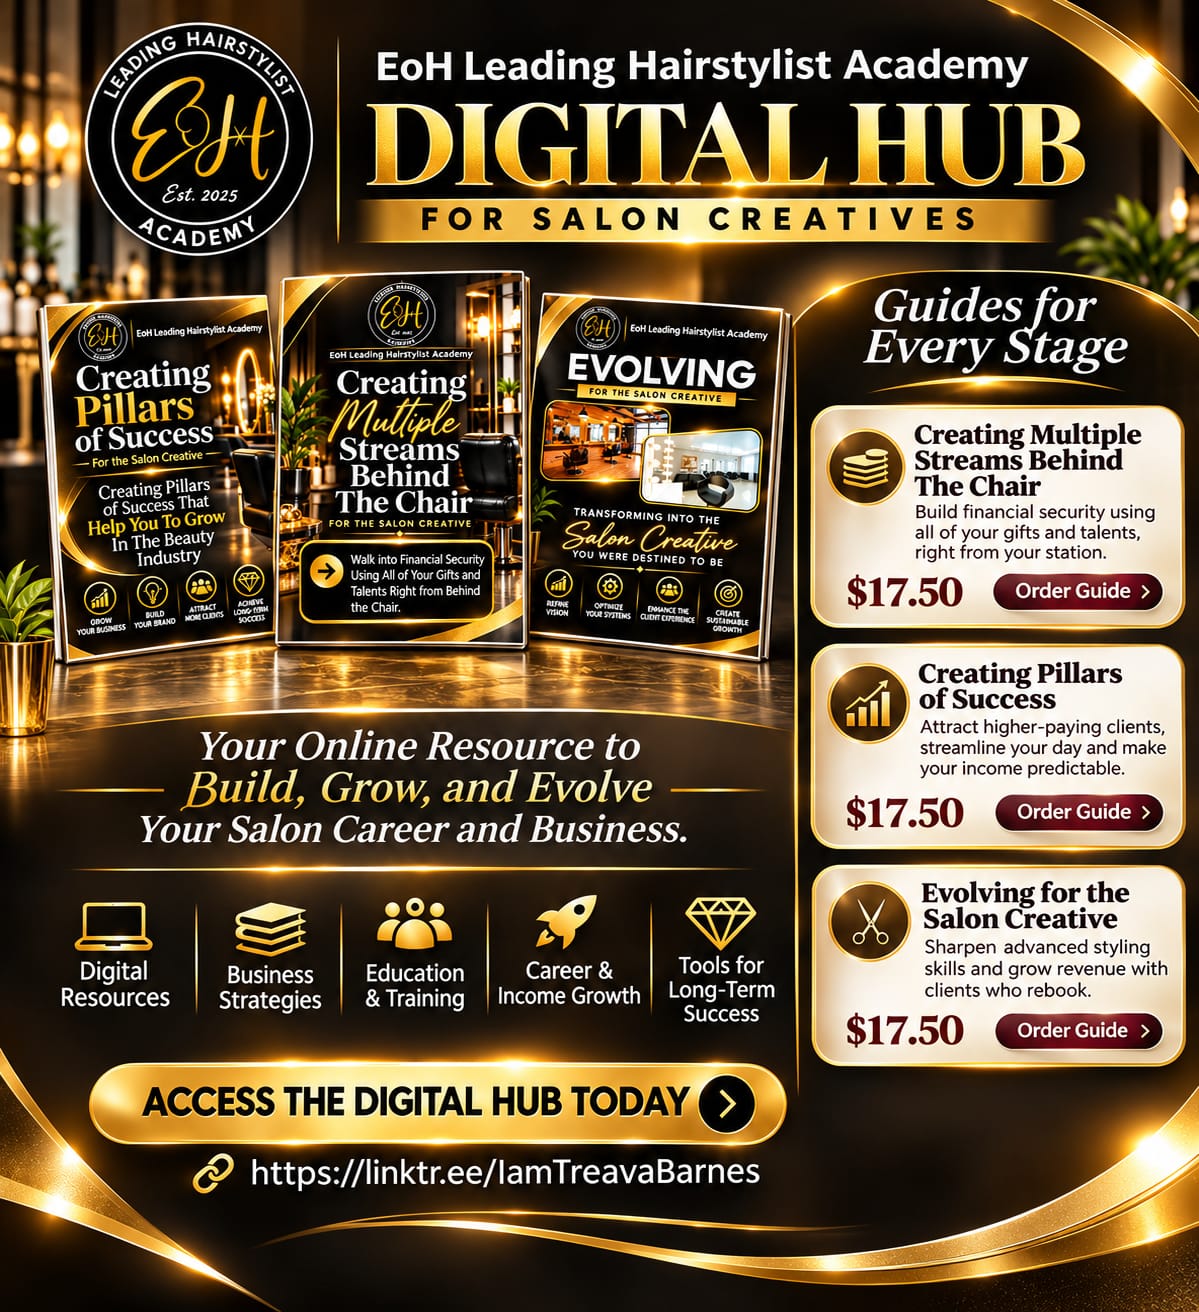 LEADING HAIRSTYLIST
EoH
Est. 2025
ACADEMY
EoH Leading Hairstylist Academy
DIGITAL HUB
FOR SALON CREATIVES
EoH
EoH Leading Hairstylist Academy
Creating
Pillars
of Success
For the Salon Creative
Creating Pillars
of Success That
Help You To Grow
In The Beauty
Industry
GROW
YOUR BUSINESS
BUILD
YOUR BRAND
ATTRACT
MORE CLIENTS
ACHIEVE
LONG-TERM
SUCCESS
LEADING HAIRSTYLIST
EoH
ACADEMY
EoH Leading Hairstylist Academy
Creating
Multiple
Streams
Behind
The Chair
FOR THE SALON CREATIVE
Walk into Financial Security
Using All of Your Gifts and
Talents Right from Behind
the Chair.
EoH
EoH Leading Hairstylist Academy
EVOLVING
FOR THE SALON CREATIVE
TRANSFORMING INTO THE
Salon Creative
YOU WERE DESTINED TO BE
REFINE
VISION
OPTIMIZE
YOUR SYSTEMS
ENHANCE THE
CLIENT EXPERIENCE
CREATE
SUSTAINABLE
GROWTH
Guides for
Every Stage
Creating Multiple
Streams Behind
The Chair
Build financial security using
all of your gifts and talents,
right from your station.
$17.50
Order Guide
Creating Pillars
of Success
Attract higher-paying clients,
streamline your day and make
your income predictable.
$17.50
Order Guide
Evolving for the
Salon Creative
Sharpen advanced styling
skills and grow revenue with
clients who rebook.
$17.50
Order Guide
Your Online Resource to
Build, Grow, and Evolve
Your Salon Career and Business.
Digital
Resources
Business
Strategies
Education
& Training
Career &
Income Growth
Tools for
Long-Term
Success
ACCESS THE DIGITAL HUB TODAY
https://linktr.ee/IamTreavaBarnes